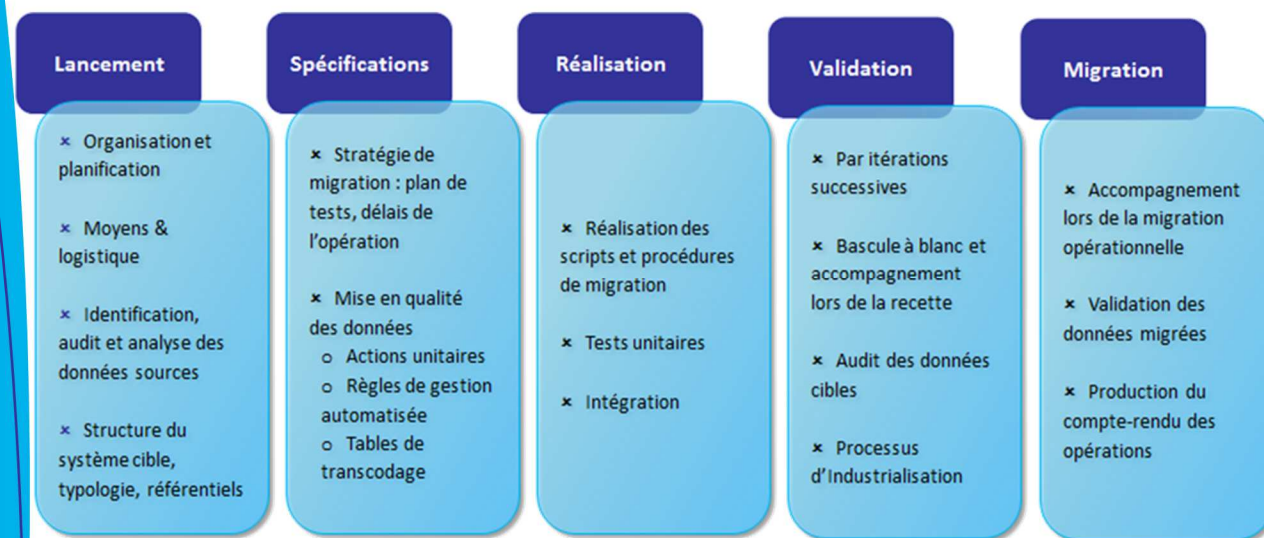 Lancement
× Organisation et
planification
× Moyens &
logistique
× Identification,
audit et analyse des
données sources
× Structure du
système cible,
typologie, référentiels
Spécifications
× Stratégie de
migration : plan de
tests, délais de
l'opération
× Mise en qualité
des données
o Actions unitaires
o Règles de gestion
automatisée
o Tables de
transcodage
Réalisation
× Réalisation des
scripts et procédures
de migration
× Tests unitaires
× Intégration
Validation
× Par itérations
successives
× Bascule à blanc et
accompagnement
lors de la recette
× Audit des données
cibles
× Processus
d'Industrialisation
Migration
× Accompagnement
lors de la migration
opérationnelle
× Validation des
données migrées
× Production du
compte-rendu des
opérations